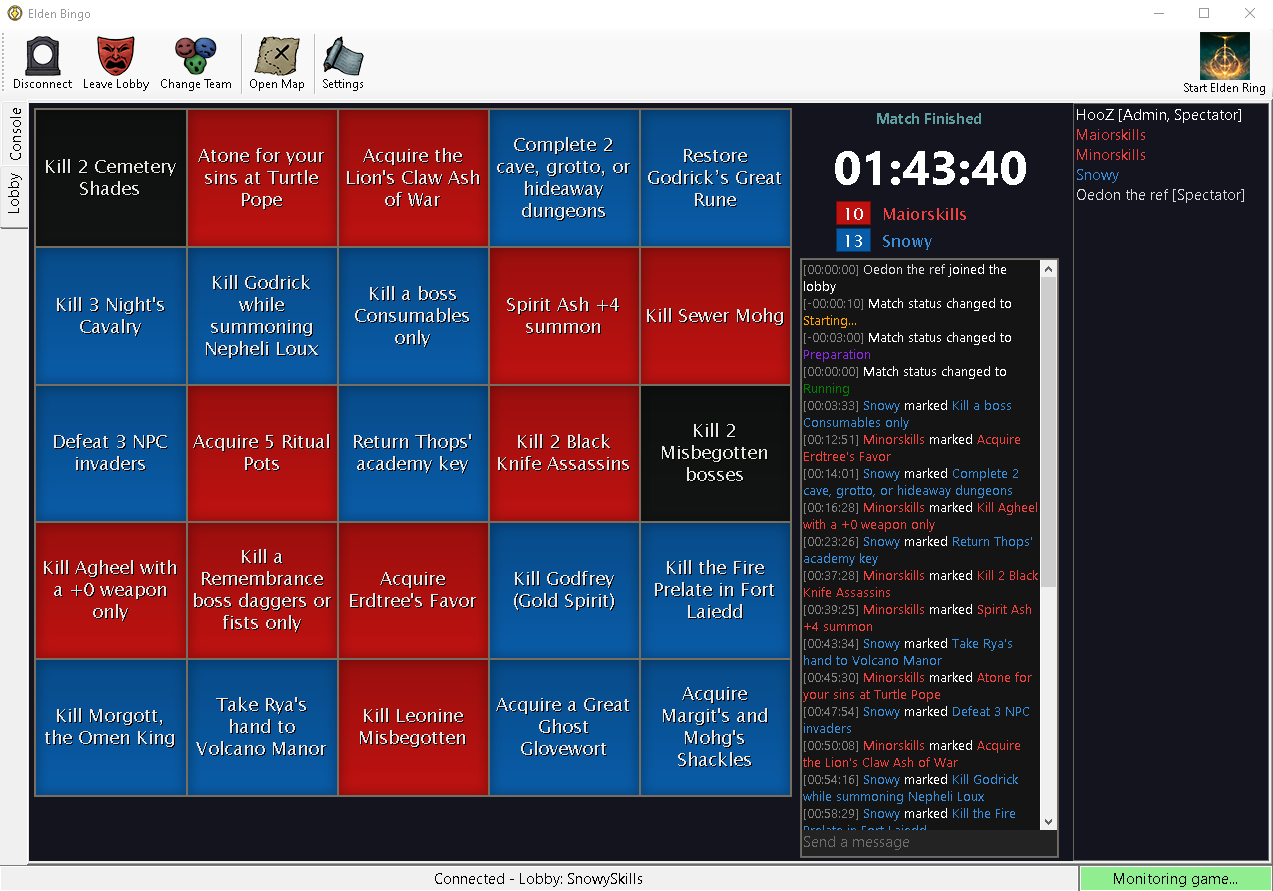 Elden Bingo
Disconnect
Leave Lobby
Change Team
Open Map
Settings
Start Elden Ring
Console
Lobby
Kill 2 Cemetery
Shades
Atone for your
sins at Turtle
Pope
Acquire the
Lion's Claw Ash
of War
Complete 2
cave, grotto, or
hideaway
dungeons
Restore
Godrick’s Great
Rune
Kill 3 Night's
Cavalry
Kill Godrick
while
summoning
Nepheli Loux
Kill a boss
Consumables
only
Spirit Ash +4
summon
Kill Sewer Mohg
Defeat 3 NPC
invaders
Acquire 5 Ritual
Pots
Return Thops'
academy key
Kill 2 Black
Knife Assassins
Kill 2
Misbegotten
bosses
Kill Agheel with
a +0 weapon
only
Kill a
Remembrance
boss daggers or
fists only
Acquire
Erdtree's Favor
Kill Godfrey
(Gold Spirit)
Kill the Fire
Prelate in Fort
Laiedd
Kill Morgott,
the Omen King
Take Rya's
hand to
Volcano Manor
Kill Leonine
Misbegotten
Acquire a Great
Ghost
Glovewort
Acquire
Margit's and
Mohg's
Shackles
Match Finished
01:43:40
10 Maiorskills
13 Snowy
[00:00:00] Oedon the ref joined the
lobby
[-00:00:10] Match status changed to
Starting...
[-00:03:00] Match status changed to
Preparation
[00:00:00] Match status changed to
Running
[00:03:33] Snowy marked Kill a boss
Consumables only
[00:12:51] Minorskills marked Acquire
Erdtree's Favor
[00:14:01] Snowy marked Complete 2
cave, grotto, or hideaway dungeons
[00:16:28] Minorskills marked Kill Agheel
with a +0 weapon only
[00:23:26] Snowy marked Return Thops'
academy key
[00:37:28] Minorskills marked Kill 2 Black
Knife Assassins
[00:39:25] Minorskills marked Spirit Ash
+4 summon
[00:43:34] Snowy marked Take Rya's
hand to Volcano Manor
[00:45:30] Minorskills marked Atone for
your sins at Turtle Pope
[00:47:54] Snowy marked Defeat 3 NPC
invaders
[00:50:08] Minorskills marked Acquire
the Lion's Claw Ash of War
[00:54:16] Snowy marked Kill Godrick
while summoning Nepheli Loux
[00:58:29] Snowy marked Kill the Fire
Prelate in Fort Laiedd
Send a message
HooZ [Admin, Spectator]
Maiorskills
Minorskills
Snowy
Oedon the ref [Spectator]
Connected - Lobby: SnowySkills
Monitoring game...